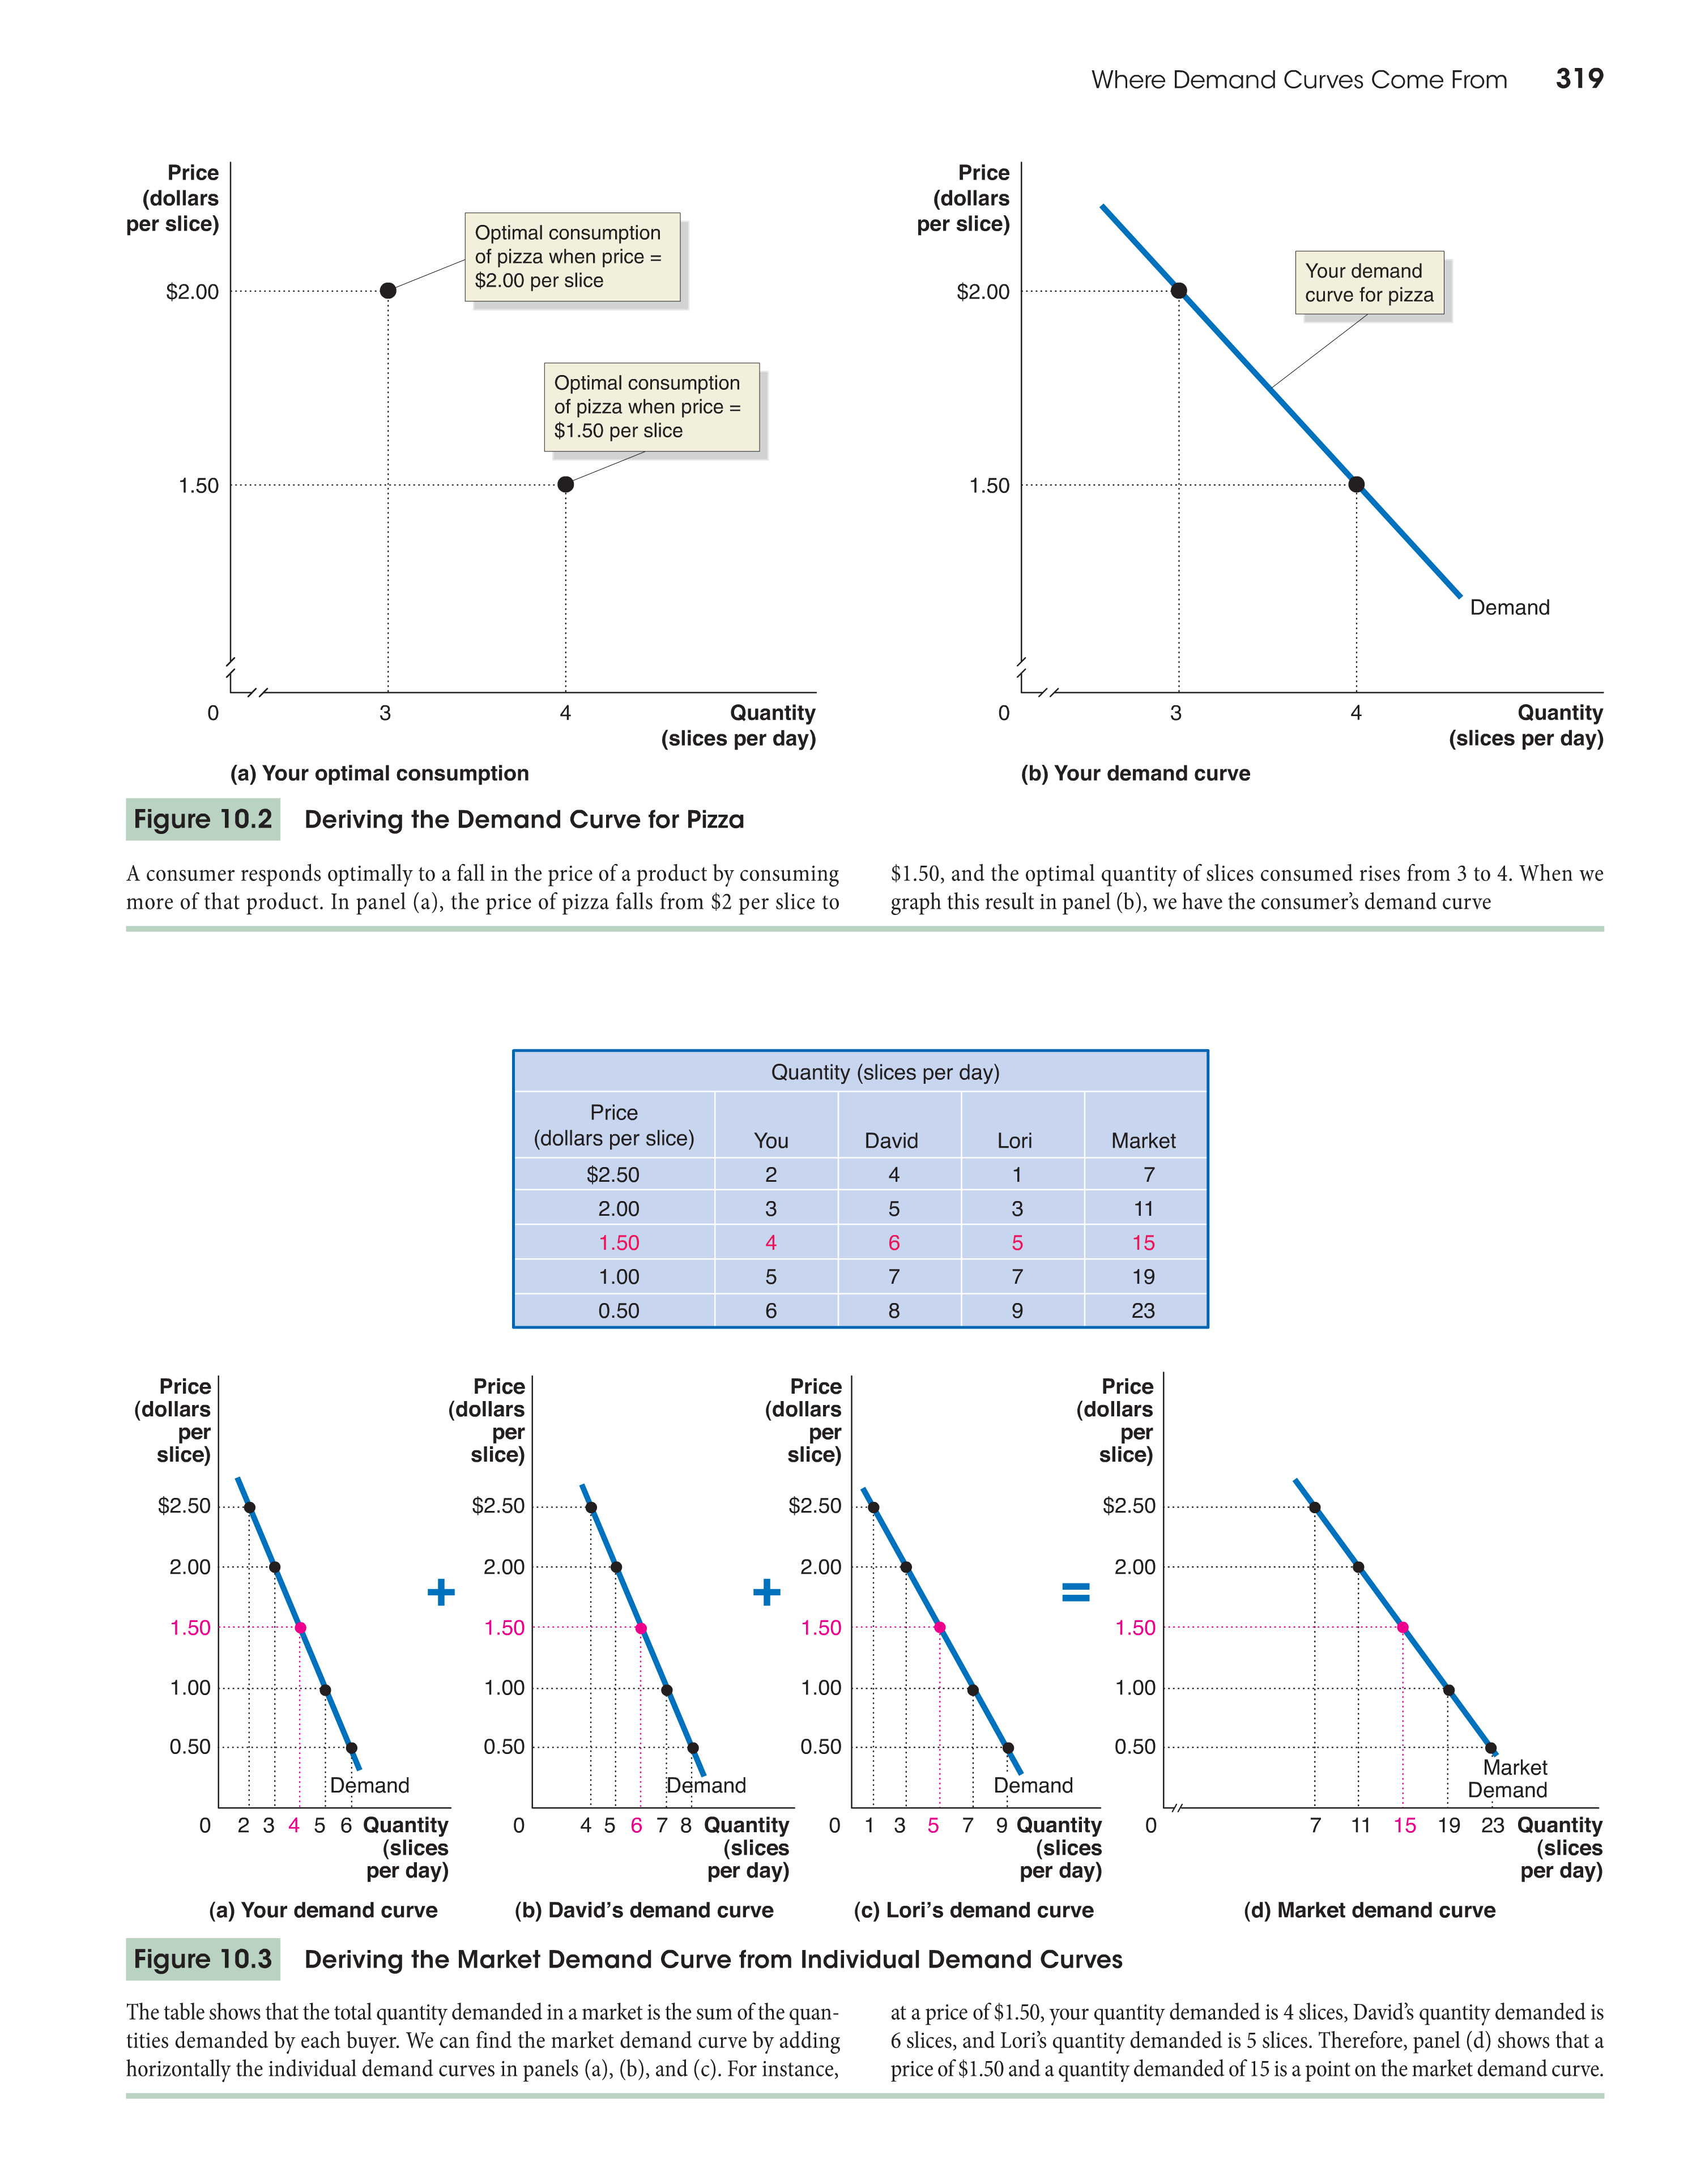 Where Demand Curves Come From 319
Price
(dollars
per slice)
$2.00
1.50
0
3
4
Quantity
(slices per day)
Optimal consumption
of pizza when price =
$2.00 per slice
Optimal consumption
of pizza when price =
$1.50 per slice
(a) Your optimal consumption
Price
(dollars
per slice)
$2.00
1.50
0
3
4
Quantity
(slices per day)
Your demand
curve for pizza
Demand
(b) Your demand curve
Figure 10.2 Deriving the Demand Curve for Pizza
A consumer responds optimally to a fall in the price of a product by consuming
more of that product. In panel (a), the price of pizza falls from $2 per slice to
$1.50, and the optimal quantity of slices consumed rises from 3 to 4. When we
graph this result in panel (b), we have the consumer's demand curve
Quantity (slices per day)
Price
(dollars per slice) You David Lori Market
$2.50 2 4 1 7
2.00 3 5 3 11
1.50 4 6 5 15
1.00 5 7 7 19
0.50 6 8 9 23
Price
(dollars
per
slice)
$2.50
2.00
1.50
1.00
0.50
Demand
0 2 3 4 5 6 Quantity
(slices
per day)
(a) Your demand curve
+
Price
(dollars
per
slice)
$2.50
2.00
1.50
1.00
0.50
Demand
0 4 5 6 7 8 Quantity
(slices
per day)
(b) David's demand curve
+
Price
(dollars
per
slice)
$2.50
2.00
1.50
1.00
0.50
Demand
0 1 3 5 7 9 Quantity
(slices
per day)
(c) Lori's demand curve
=
Price
(dollars
per
slice)
$2.50
2.00
1.50
1.00
0.50
Market
Demand
0 7 11 15 19 23 Quantity
(slices
per day)
(d) Market demand curve
Figure 10.3 Deriving the Market Demand Curve from Individual Demand Curves
The table shows that the total quantity demanded in a market is the sum of the quan-
tities demanded by each buyer. We can find the market demand curve by adding
horizontally the individual demand curves in panels (a), (b), and (c). For instance,
at a price of $1.50, your quantity demanded is 4 slices, David's quantity demanded is
6 slices, and Lori's quantity demanded is 5 slices. Therefore, panel (d) shows that a
price of $1.50 and a quantity demanded of 15 is a point on the market demand curve.